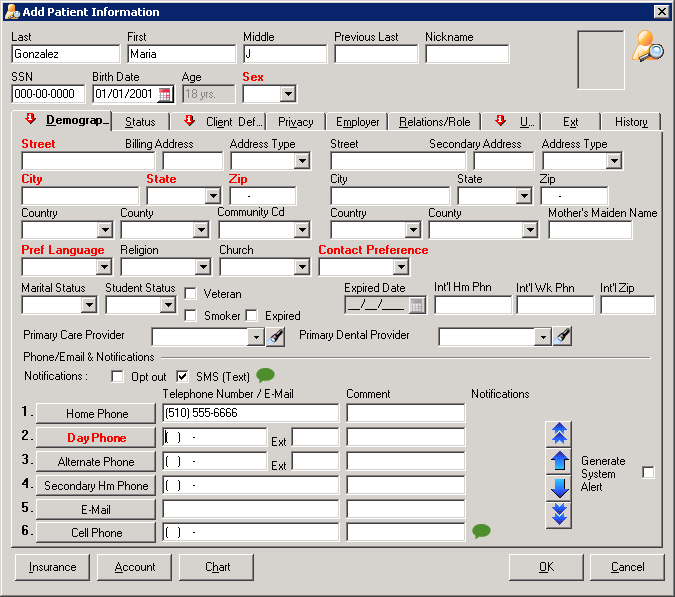 Add Patient Information
Last First Middle Previous Last Nickname
Gonzalez Maria J
SSN Birth Date Age Sex
000-00-0000 01/01/2001 18 yrs.
Demograp... Status Client Def... Privacy Employer Relations/Role U... Ext History
Street Billing Address Address Type Street Secondary Address Address Type
City State Zip City State Zip
- -
Country County Community Cd Country County Mother's Maiden Name
Pref Language Religion Church Contact Preference
Marital Status Student Status Veteran Expired Date Int'l Hm Phn Int'l Wk Phn Int'l Zip
__/__/____
Smoker Expired
Primary Care Provider Primary Dental Provider
Phone/Email & Notifications
Notifications : Opt out SMS (Text)
Telephone Number / E-Mail Comment Notifications
1. Home Phone (510) 555-6666
2. Day Phone ( ) - Ext
3. Alternate Phone ( ) - Ext
Generate System Alert
4. Secondary Hm Phone ( ) -
5. E-Mail
6. Cell Phone ( ) -
Insurance Account Chart OK Cancel